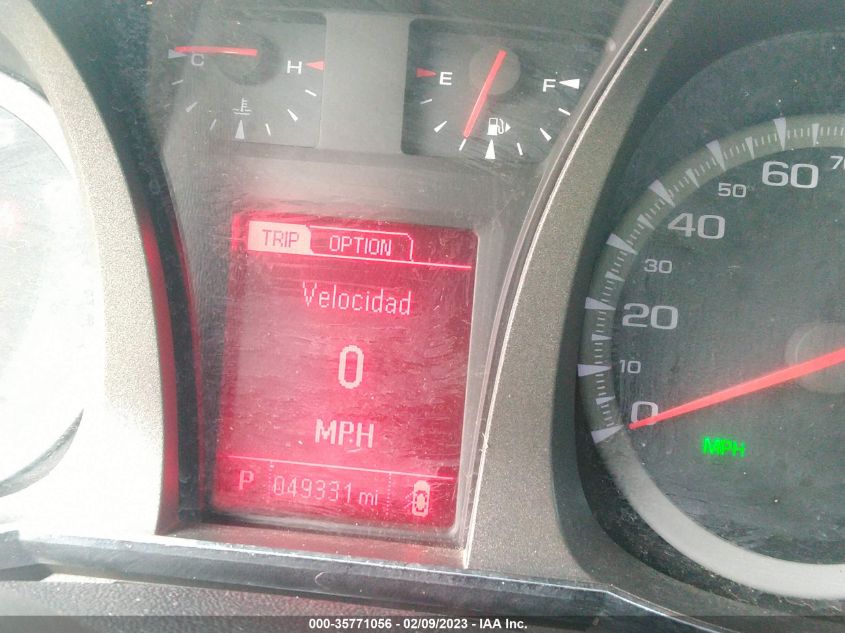 C H
E F
TRIP OPTION
Velocidad
0
MPH
P 049331 mi
0
10
20
30
40
50
60
MPH
000-35771056 - 02/09/2023 - IAA Inc.